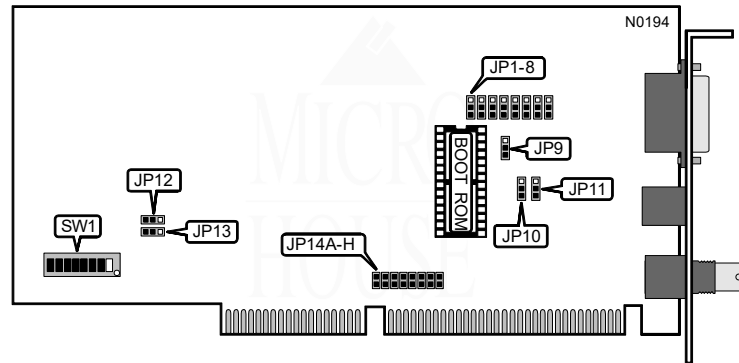 N0194
JP1-8
MICRO
HOUSE
BOOT ROM
JP9
JP12
JP11
SW1
JP13
JP10
JP14A-H